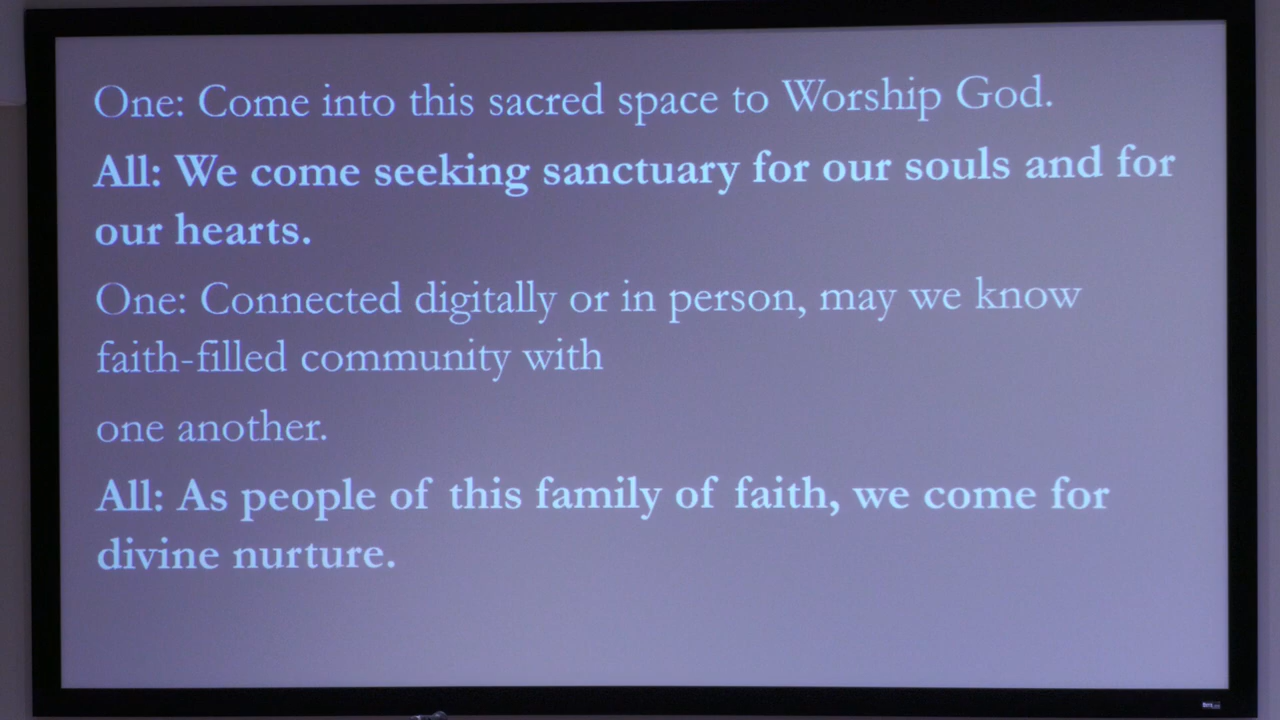 One: Come into this sacred space to Worship God.
All: We come seeking sanctuary for our souls and for
our hearts.
One: Connected digitally or in person, may we know
faith-filled community with
one another.
All: As people of this family of faith, we come for
divine nurture.